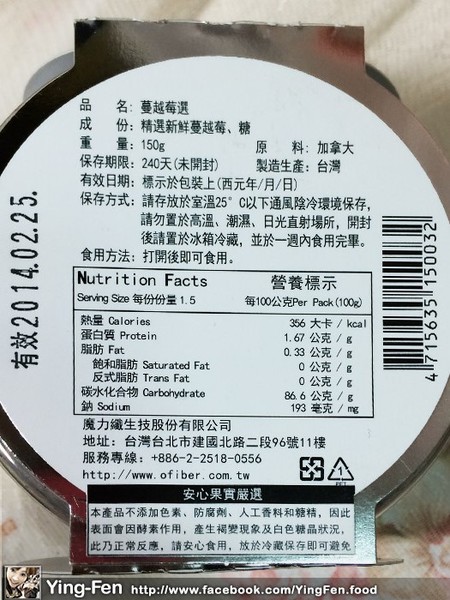 品 名: 蔓越莓選
成 份: 精選新鮮蔓越莓、糖
重 量: 150g 原 料: 加拿大
保存期限: 240天(未開封) 製造生產: 台灣
有效日期: 標示於包裝上(西元年/月/日)
保存方式: 請存放於室溫25°C以下通風陰冷環境保存,
請勿置於高溫、潮濕、日光直射場所,開封
後請置於冰箱冷藏,並於一週內食用完畢。
食用方法: 打開後即可食用。
Nutrition Facts 營養標示
Serving Size 每份份量 1.5 每100公克Per Pack(100g)
熱量 Calories 356 大卡/kcal
蛋白質 Protein 1.67 公克/g
脂肪 Fat 0.33 公克/g
飽和脂肪 Saturated Fat 0 公克/g
反式脂肪 Trans Fat 0 公克/g
碳水化合物 Carbohydrate 86.6 公克/g
鈉 Sodium 193 毫克/mg
魔力纖生技股份有限公司
地址: 台灣台北市建國北路二段96號11樓
服務專線: +886-2-2518-0556
http://www.ofiber.com.tw
安心果實嚴選
本產品不添加色素、防腐劑、人工香料和糖精,因此
表面會因酵素作用,產生褐變現象及白色糖晶狀況,
此乃正常反應,請安心食用,放於冷藏保存即可避免
有效2014.02.25.
4715635150032
1
PET
Ying-Fen http://www.facebook.com/YingFen.food